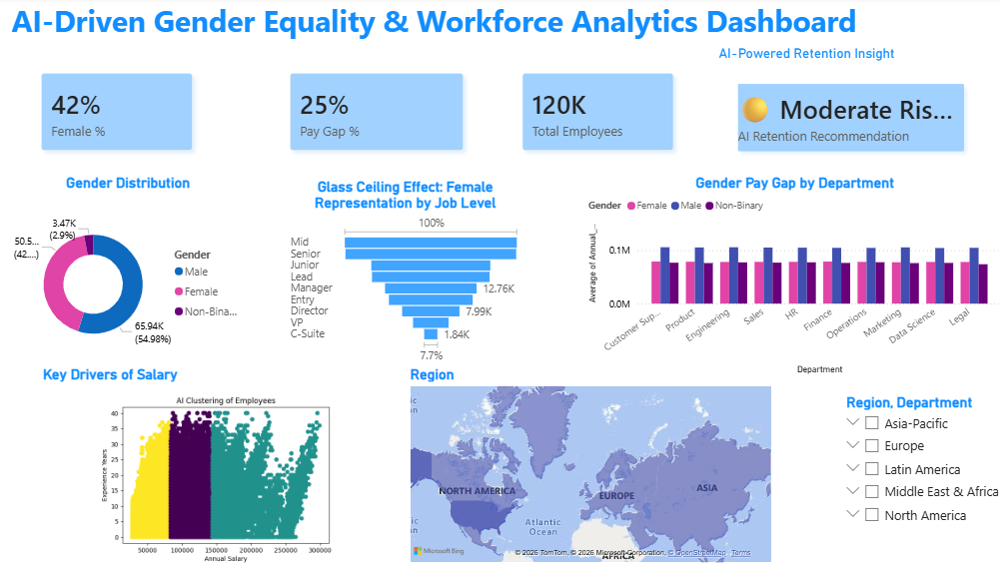 AI-Driven Gender Equality & Workforce Analytics Dashboard
AI-Powered Retention Insight
42%
Female %
25%
Pay Gap %
120K
Total Employees
Moderate Ris...
AI Retention Recommendation
Gender Distribution
3.47K
(2.9%)
50.5...
(42....)
65.94K
(54.98%)
Gender
Male
Female
Non-Bina...
Glass Ceiling Effect: Female
Representation by Job Level
100%
Mid
Senior
Junior
Lead
Manager
12.76K
Entry
Director
7.99K
VP
C-Suite
1.84K
7.7%
Gender Pay Gap by Department
Gender Female Male Non-Binary
Average of Annual_...
0.1M
0.0M
Customer Sup...
Product
Engineering
Sales
HR
Finance
Operations
Marketing
Data Science
Legal
Department
Key Drivers of Salary
AI Clustering of Employees
Experience Years
40
35
30
25
20
15
10
5
0
50000 100000 150000 200000 250000 300000
Annual Salary
Region
NORTH AMERICA
EUROPE
ASIA
Atlantic
Ocean
AFRICA
Microsoft Bing
© 2026 TomTom, © 2026 Microsoft Corporation, © OpenStreetMap Terms
Region, Department
Asia-Pacific
Europe
Latin America
Middle East & Africa
North America